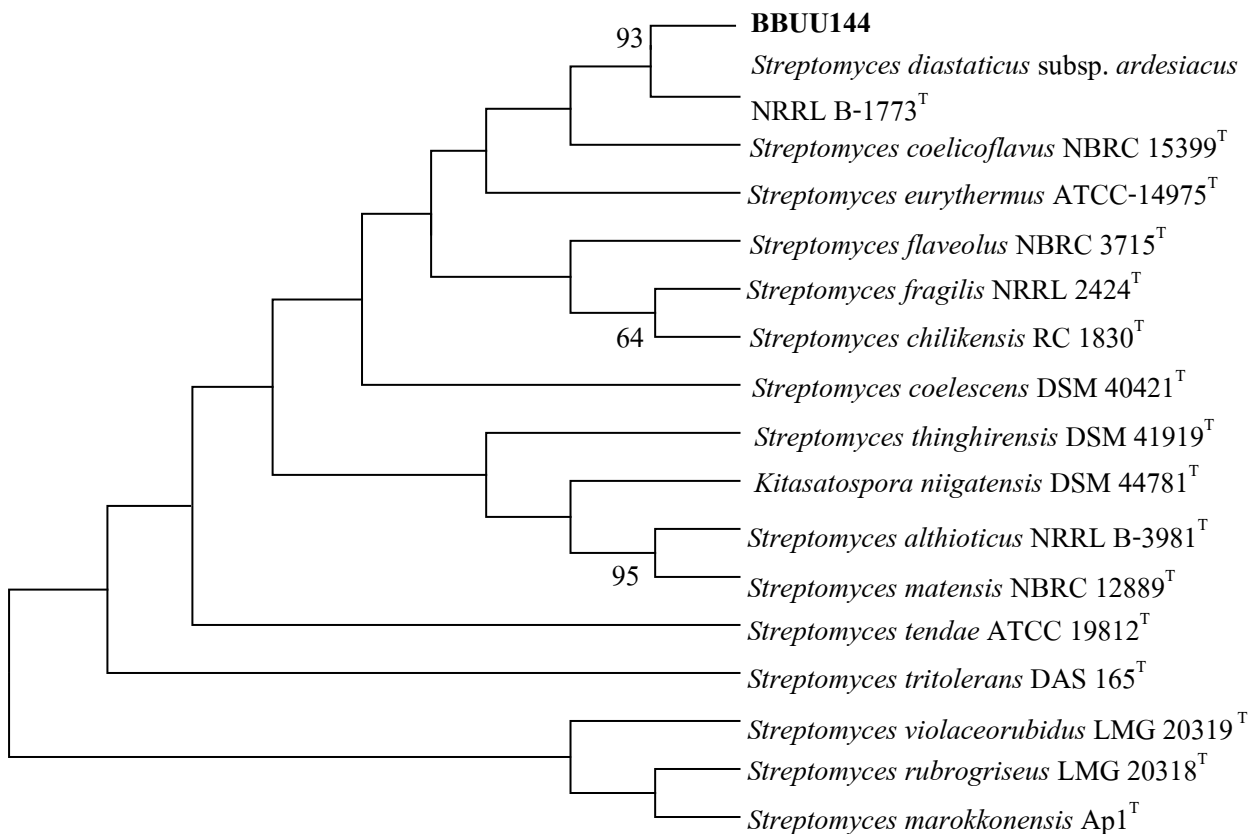 BBUU144
93
Streptomyces diastaticus subsp. ardesiacus
NRRL B-1773T
Streptomyces coelicoflavus NBRC 15399T
Streptomyces eurythermus ATCC-14975T
Streptomyces flaveolus NBRC 3715T
Streptomyces fragilis NRRL 2424T
64
Streptomyces chilikensis RC 1830T
Streptomyces coelescens DSM 40421T
Streptomyces thinghirensis DSM 41919T
Kitasatospora niigatensis DSM 44781T
Streptomyces althioticus NRRL B-3981T
95
Streptomyces matensis NBRC 12889T
Streptomyces tendae ATCC 19812T
Streptomyces tritolerans DAS 165T
Streptomyces violaceorubidus LMG 20319 T
Streptomyces rubrogriseus LMG 20318T
Streptomyces marokkonensis Ap1T